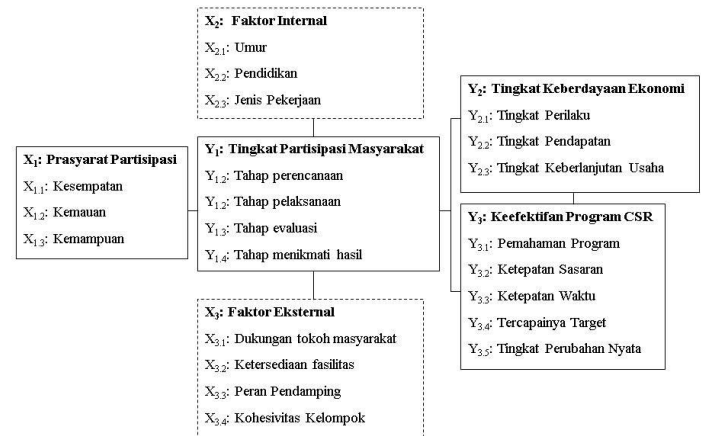 X₂: Faktor Internal
X₂.₁: Umur
X₂.₂: Pendidikan
X₂.₃: Jenis Pekerjaan
X₁: Prasyarat Partisipasi
X₁.₁: Kesempatan
X₁.₂: Kemauan
X₁.₃: Kemampuan
Y₁: Tingkat Partisipasi Masyarakat
Y₁.₂: Tahap perencanaan
Y₁.₂: Tahap pelaksanaan
Y₁.₃: Tahap evaluasi
Y₁.₄: Tahap menikmati hasil
X₃: Faktor Eksternal
X₃.₁: Dukungan tokoh masyarakat
X₃.₂: Ketersediaan fasilitas
X₃.₃: Peran Pendamping
X₃.₄: Kohesivitas Kelompok
Y₂: Tingkat Keberdayaan Ekonomi
Y₂.₁: Tingkat Perilaku
Y₂.₂: Tingkat Pendapatan
Y₂.₃: Tingkat Keberlanjutan Usaha
Y₃: Keefektifan Program CSR
Y₃.₁: Pemahaman Program
Y₃.₂: Ketepatan Sasaran
Y₃.₃: Ketepatan Waktu
Y₃.₄: Tercapainya Target
Y₃.₅: Tingkat Perubahan Nyata